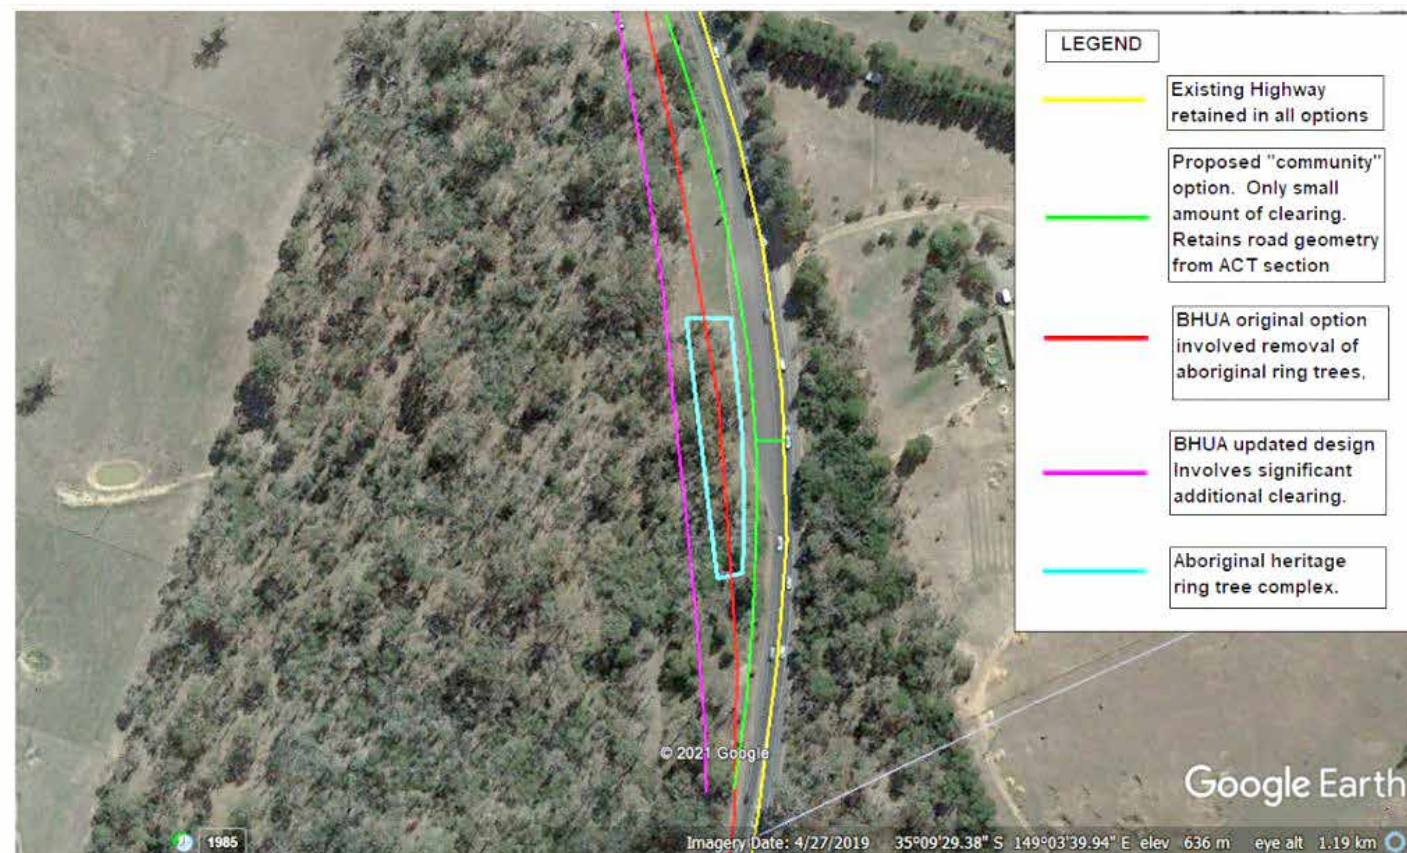 LEGEND
Existing Highway
retained in all options
Proposed "community"
option. Only small
amount of clearing.
Retains road geometry
from ACT section
BHUA original option
involved removal of
aboriginal ring trees,
BHUA updated design
Involves significant
additional clearing.
Aboriginal heritage
ring tree complex.
© 2021 Google
Google Earth
1985
Imagery Date: 4/27/2019 35°09'29.38" S 149°03'39.94" E elev 636 m eye alt 1.19 km